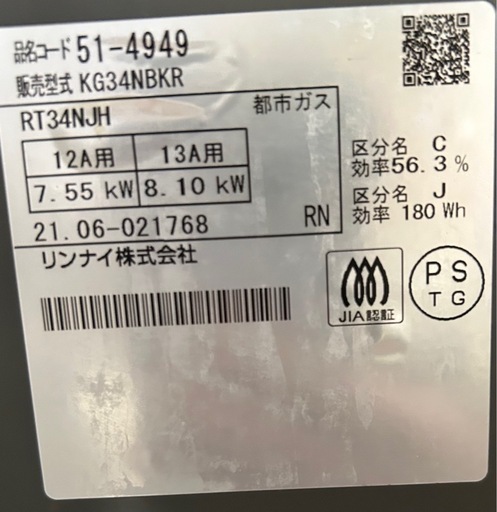 品名コード 51-4949
販売型式 KG34NBKR
RT34NJH 都市ガス
12A用 13A用
7.55 kW 8.10 kW
21.06-021768 RN
リンナイ株式会社
区分名 C
効率56.3%
区分名 J
効率 180 Wh
JIA認証
PS
TG